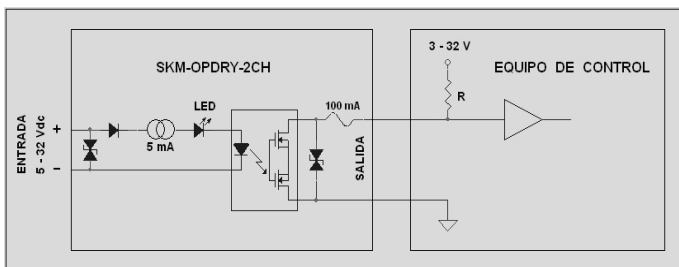 SKM-OPDRY-2CH
EQUIPO DE CONTROL
3 - 32 V
100 mA
R
LED
ENTRADA
5 - 32 Vdc
+
−
5 mA
SALIDA